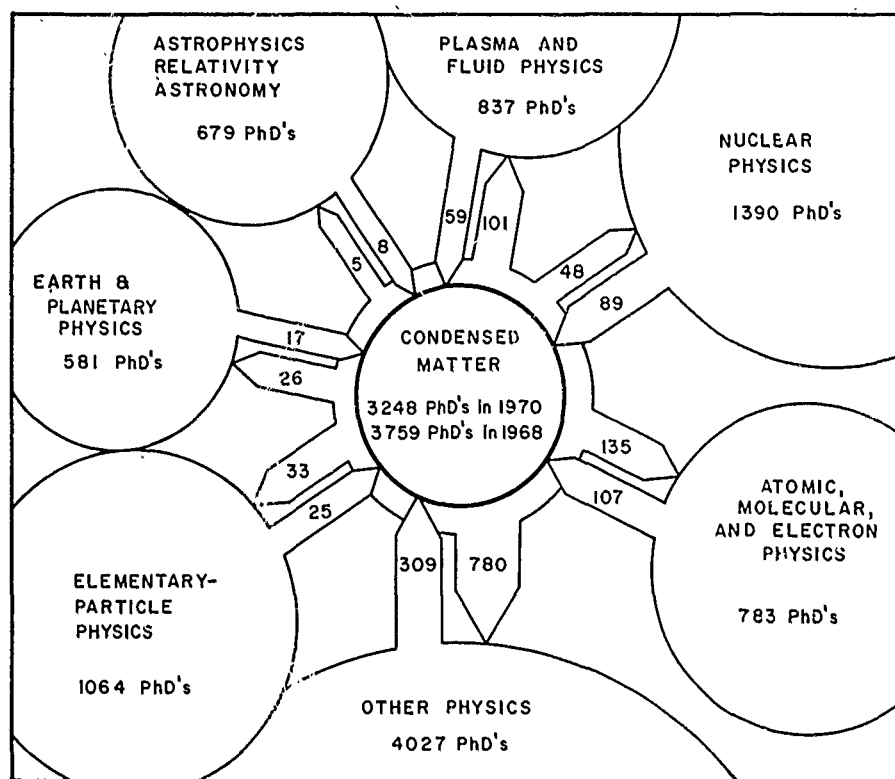 ASTROPHYSICS
RELATIVITY
ASTRONOMY
679 PhD's
PLASMA AND
FLUID PHYSICS
837 PhD's
NUCLEAR
PHYSICS
1390 PhD's
59
101
8
5
48
89
EARTH &
PLANETARY
PHYSICS
581 PhD's
17
26
CONDENSED
MATTER
3248 PhD's in 1970
3759 PhD's in 1968
135
107
33
25
309
780
ATOMIC,
MOLECULAR,
AND ELECTRON
PHYSICS
783 PhD's
ELEMENTARY-
PARTICLE
PHYSICS
1064 PhD's
OTHER PHYSICS
4027 PhD's